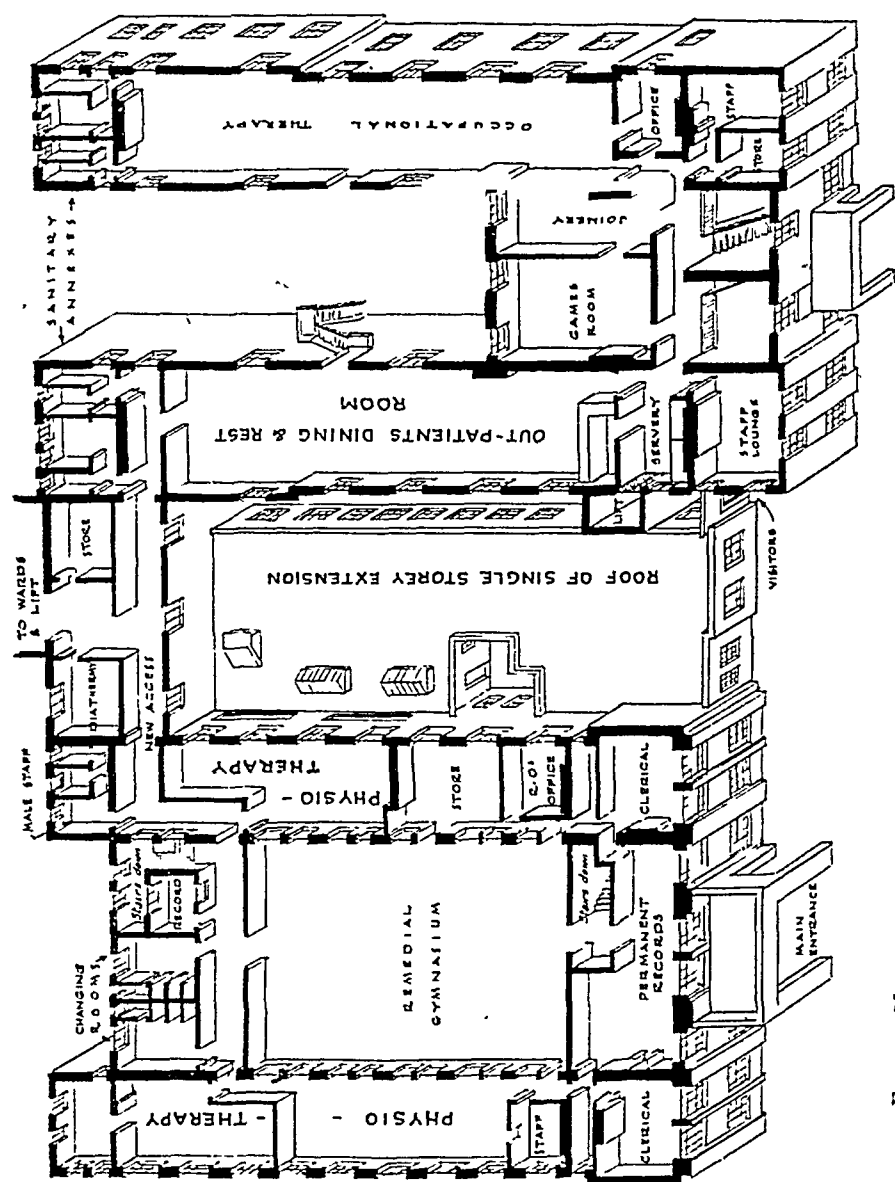 SANITARY
ANNEXES
OCCUPATIONAL THERAPY
OFFICE
STAFF
STORE
JOINERY
GAMES
ROOM
OUT-PATIENTS DINING & REST
ROOM
SERVERY
STAFF
LOUNGE
TO WARDS
& LIFT
STORE
LIFT
ROOF OF SINGLE STOREY EXTENSION
VISITORS
DIATHERMY
NEW ACCESS
MALE STAFF
PHYSIO -
THERAPY
STORE
R-O'S
OFFICE
CLERICAL
Stairs down
RECORD
CHANGING
ROOMS
REMEDIAL
GYMNASIUM
Stairs down
PERMANENT
RECORDS
MAIN
ENTRANCE
PHYSIO - THERAPY
STAFF
CLERICAL